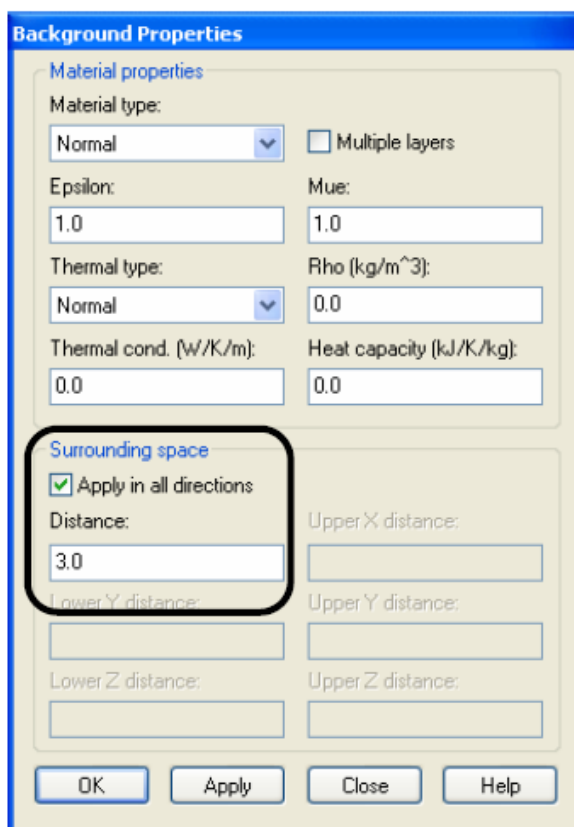 Background Properties
Material properties
Material type:
Normal
Multiple layers
Epsilon: Mue:
1.0 1.0
Thermal type: Rho (kg/m^3):
Normal 0.0
Thermal cond. (W/K/m): Heat capacity (kJ/K/kg):
0.0 0.0
Surrounding space
Apply in all directions
Distance: Upper X distance:
3.0
Lower Y distance: Upper Y distance:
Lower Z distance: Upper Z distance:
OK Apply Close Help